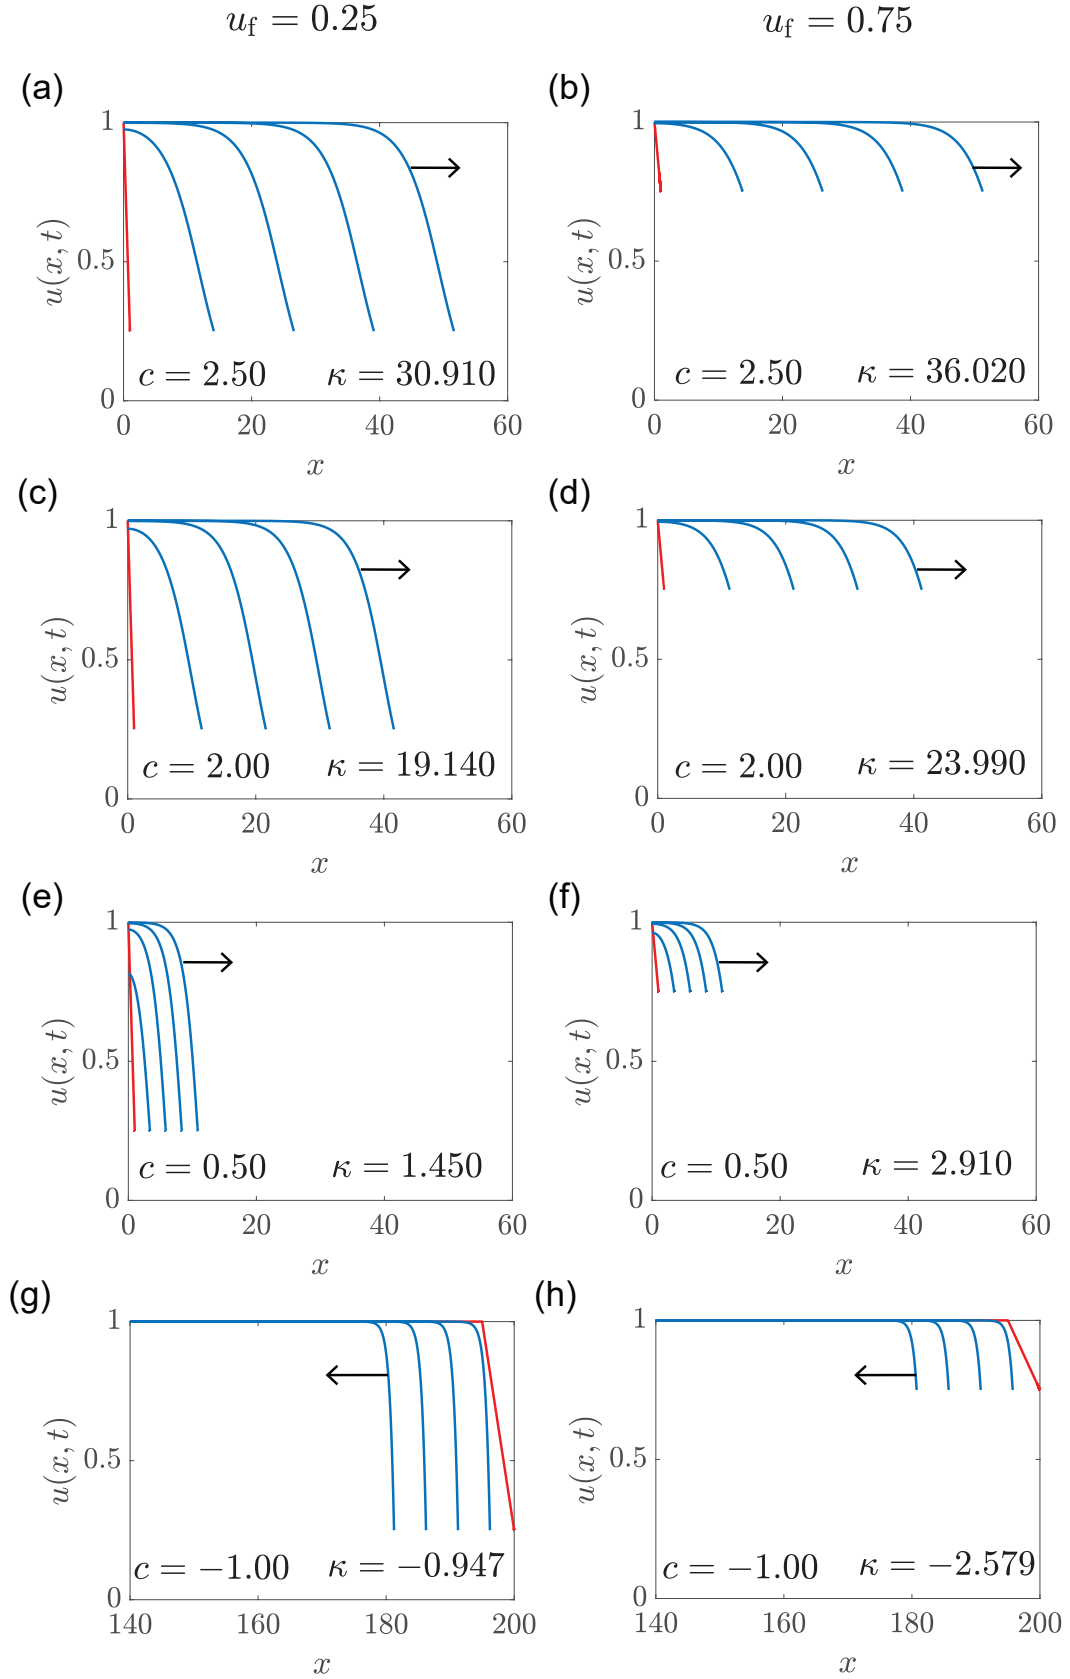 u_f = 0.25
u_f = 0.75
(a)
1
0.5
0
u(x, t)
c = 2.50
κ = 30.910
0 20 40 60
x
(b)
1
0.5
0
u(x, t)
c = 2.50
κ = 36.020
0 20 40 60
x
(c)
1
0.5
0
u(x, t)
c = 2.00
κ = 19.140
0 20 40 60
x
(d)
1
0.5
0
u(x, t)
c = 2.00
κ = 23.990
0 20 40 60
x
(e)
1
0.5
0
u(x, t)
c = 0.50
κ = 1.450
0 20 40 60
x
(f)
1
0.5
0
u(x, t)
c = 0.50
κ = 2.910
0 20 40 60
x
(g)
1
0.5
0
u(x, t)
c = −1.00
κ = −0.947
140 160 180 200
x
(h)
1
0.5
0
u(x, t)
c = −1.00
κ = −2.579
140 160 180 200
x